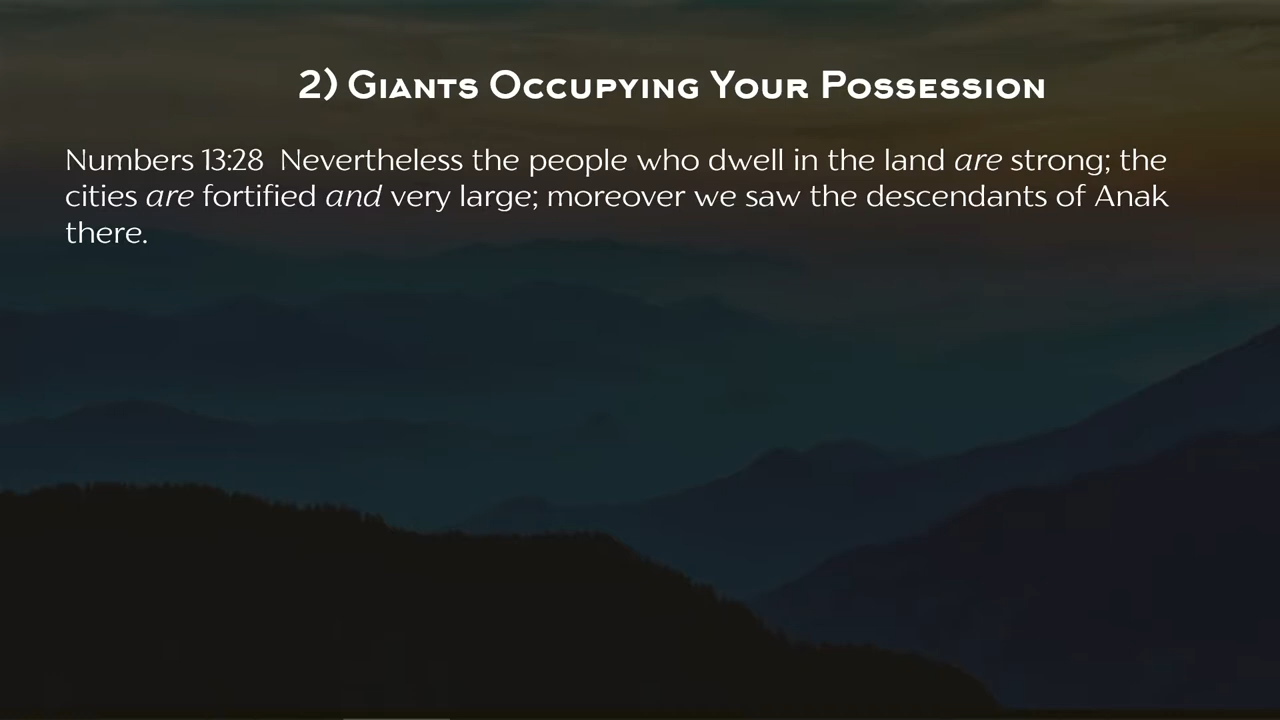 2) Giants Occupying Your Possession
Numbers 13:28  Nevertheless the people who dwell in the land are strong; the
cities are fortified and very large; moreover we saw the descendants of Anak
there.